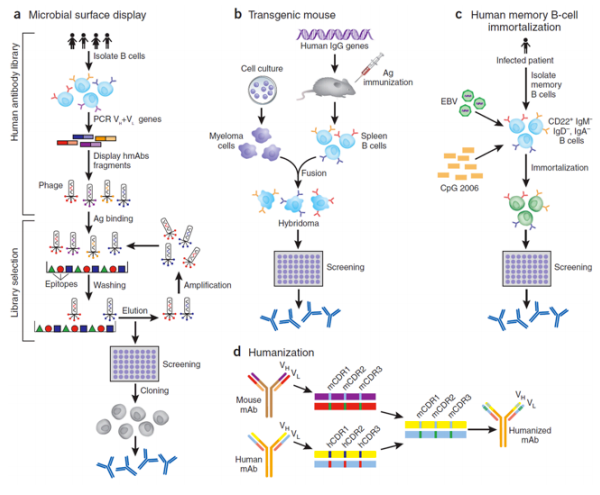 a Microbial surface display
Human antibody library
Isolate B cells
PCR VH+VL genes
Display hmAbs
fragments
Phage
Ag binding
Library selection
Epitopes
Washing
Amplification
Elution
Screening
Cloning
b Transgenic mouse
Human IgG genes
Cell culture
Ag
immunization
Myeloma
cells
Spleen
B cells
Fusion
Hybridoma
Screening
c Human memory B-cell
immortalization
Infected patient
Isolate
memory
B cells
EBV
CD22+ IgM-
IgD-, IgA-
B cells
CpG 2006
Immortalization
Screening
d Humanization
VH
VL
Mouse
mAb
mCDR1
mCDR2
mCDR3
VH
VL
Human
mAb
hCDR1
hCDR2
hCDR3
mCDR1
mCDR2
mCDR3
VH
VL
Humanized
mAb